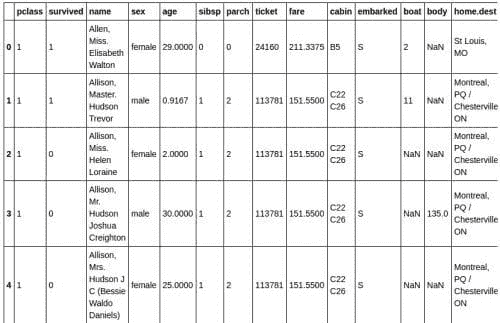 pclass survived name sex age sibsp parch ticket fare cabin embarked boat body home.dest
0 1 1 Allen, Miss. Elisabeth Walton female 29.0000 0 0 24160 211.3375 B5 S 2 NaN St Louis, MO
1 1 1 Allison, Master. Hudson Trevor male 0.9167 1 2 113781 151.5500 C22 C26 S 11 NaN Montreal, PQ / Chesterville ON
2 1 0 Allison, Miss. Helen Loraine female 2.0000 1 2 113781 151.5500 C22 C26 S NaN NaN Montreal, PQ / Chesterville ON
3 1 0 Allison, Mr. Hudson Joshua Creighton male 30.0000 1 2 113781 151.5500 C22 C26 S NaN 135.0 Montreal, PQ / Chesterville ON
4 1 0 Allison, Mrs. Hudson J C (Bessie Waldo Daniels) female 25.0000 1 2 113781 151.5500 C22 C26 S NaN NaN Montreal, PQ / Chesterville ON